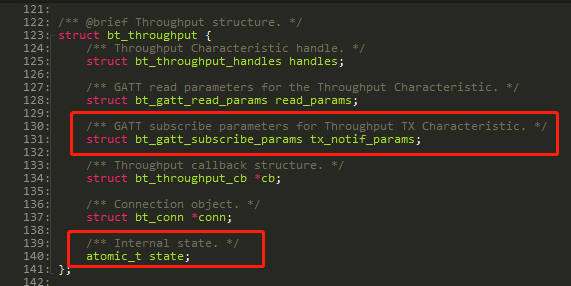 121:
122: /** @brief Throughput structure. */
123: struct bt_throughput {
124: /** Throughput Characteristic handle. */
125: struct bt_throughput_handles handles;
126:
127: /** GATT read parameters for the Throughput Characteristic. */
128: struct bt_gatt_read_params read_params;
129:
130: /** GATT subscribe parameters for Throughput TX Characteristic. */
131: struct bt_gatt_subscribe_params tx_notif_params;
132:
133: /** Throughput callback structure. */
134: struct bt_throughput_cb *cb;
135:
136: /** Connection object. */
137: struct bt_conn *conn;
138:
139: /** Internal state. */
140: atomic_t state;
141: };
142: